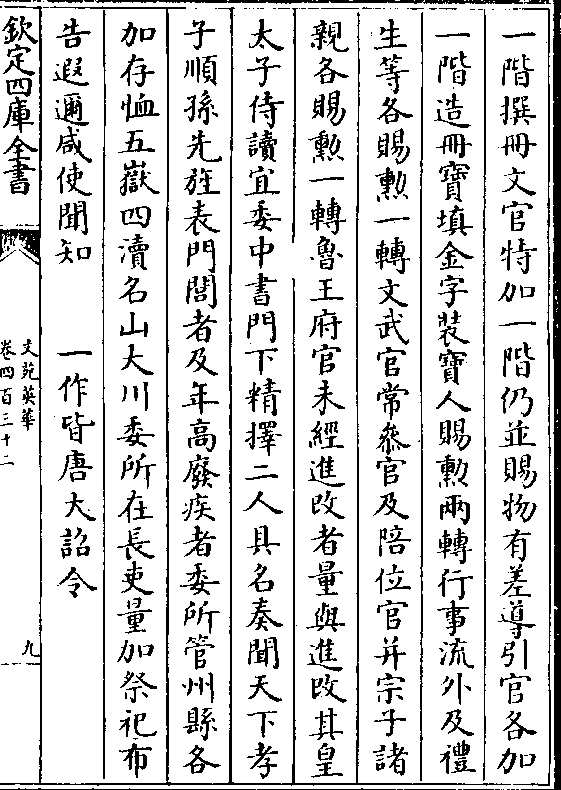 一階撰冊文官特加一階仍並賜物有差導引官各加
一階造冊寶填金字裝寶人賜勲兩轉行事流外及禮
生等各賜勲一轉文武官常參官及陪位官并宗子諸
親各賜勲一轉魯王府官未經進改者量與進改其皇
太子侍讀宜委中書門下精擇二人具名奏聞天下孝
子順孫先旌表門閭者及年高廢疾者委所管州縣各
加存恤五嶽四瀆名山大川委所在長吏量加祭祀布
告遐邇咸使聞知 一作皆唐大詔令
欽定四庫全書
文苑英華
卷四百三十二
九